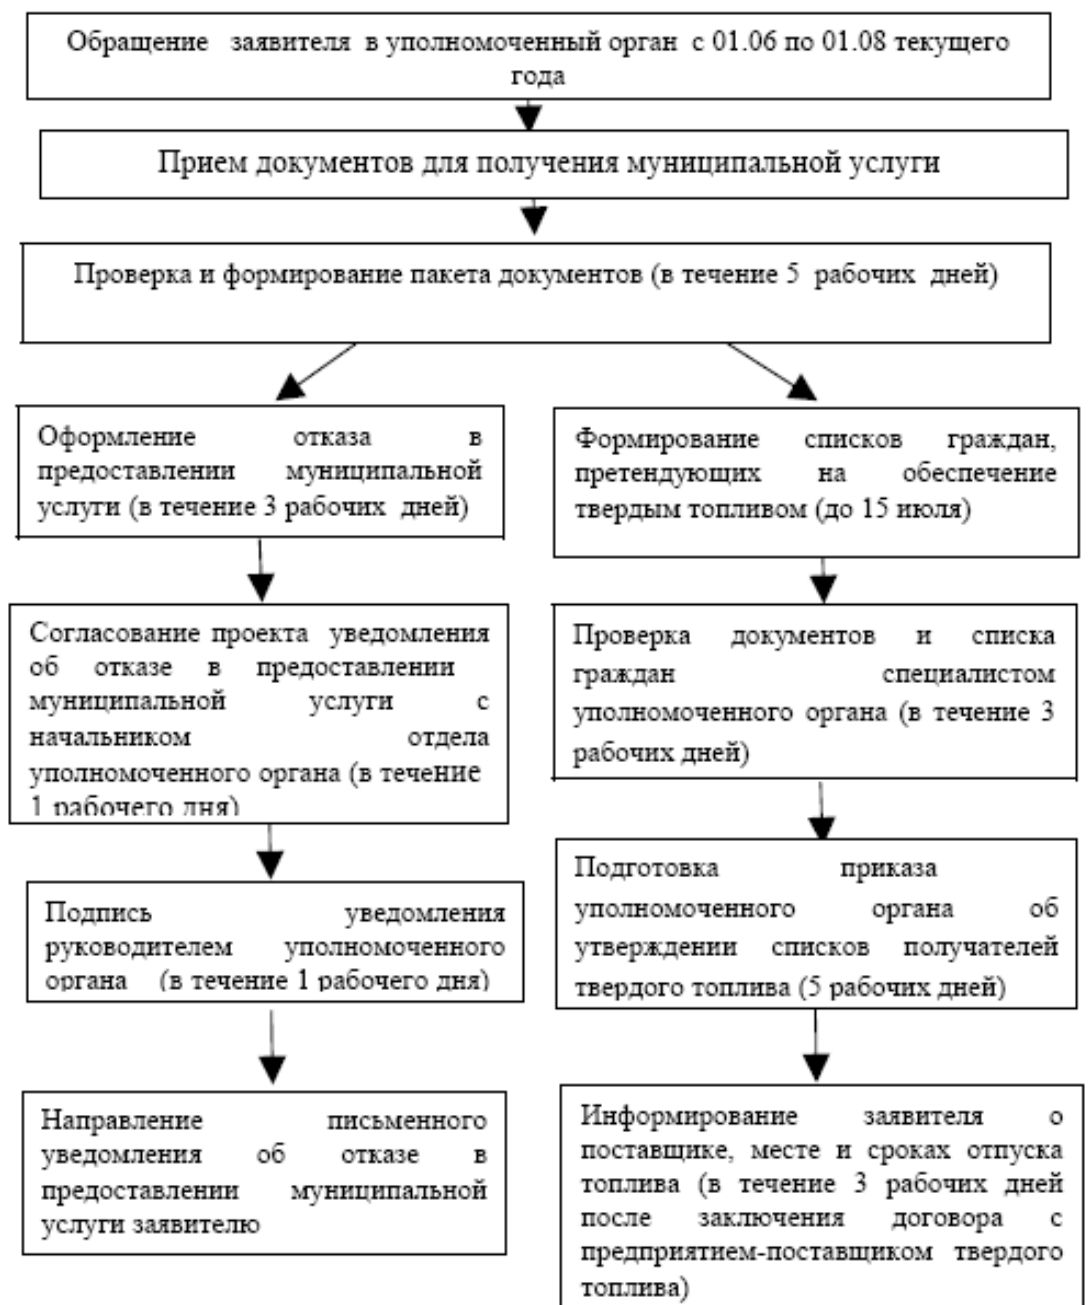 Обращение заявителя в уполномоченный орган с 01.06 по 01.08 текущего
года
Прием документов для получения муниципальной услуги
Проверка и формирование пакета документов (в течение 5 рабочих дней)
Оформление отказа в
предоставлении муниципальной
услуги (в течение 3 рабочих дней)
Согласование проекта уведомления
об отказе в предоставлении
муниципальной услуги с
начальником отдела
уполномоченного органа (в течение
1 рабочего дня)
Подпись уведомления
руководителем уполномоченного
органа (в течение 1 рабочего дня)
Направление письменного
уведомления об отказе в
предоставлении муниципальной
услуги заявителю
Формирование списков граждан,
претендующих на обеспечение
твердым топливом (до 15 июля)
Проверка документов и списка
граждан специалистом
уполномоченного органа (в течение 3
рабочих дней)
Подготовка приказа
уполномоченного органа об
утверждении списков получателей
твердого топлива (5 рабочих дней)
Информирование заявителя о
поставщике, месте и сроках отпуска
топлива (в течение 3 рабочих дней
после заключения договора с
предприятием-поставщиком твердого
топлива)